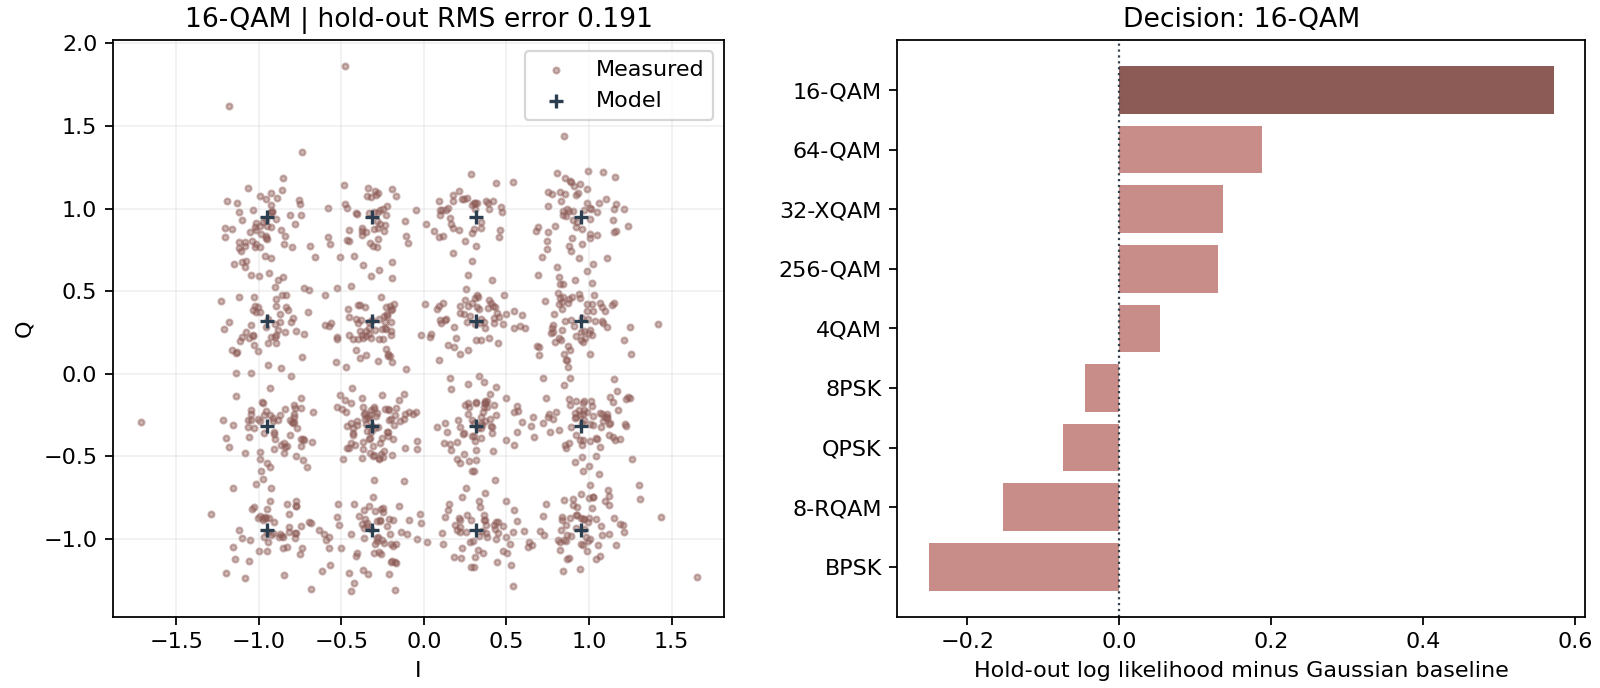 16-QAM | hold-out RMS error 0.191
2.0
1.5
1.0
0.5
0.0
−0.5
−1.0
Q
Measured
Model
−1.5
−1.0
−0.5
0.0
0.5
1.0
1.5
I
Decision: 16-QAM
16-QAM
64-QAM
32-XQAM
256-QAM
4QAM
8PSK
QPSK
8-RQAM
BPSK
−0.2
0.0
0.2
0.4
0.6
Hold-out log likelihood minus Gaussian baseline